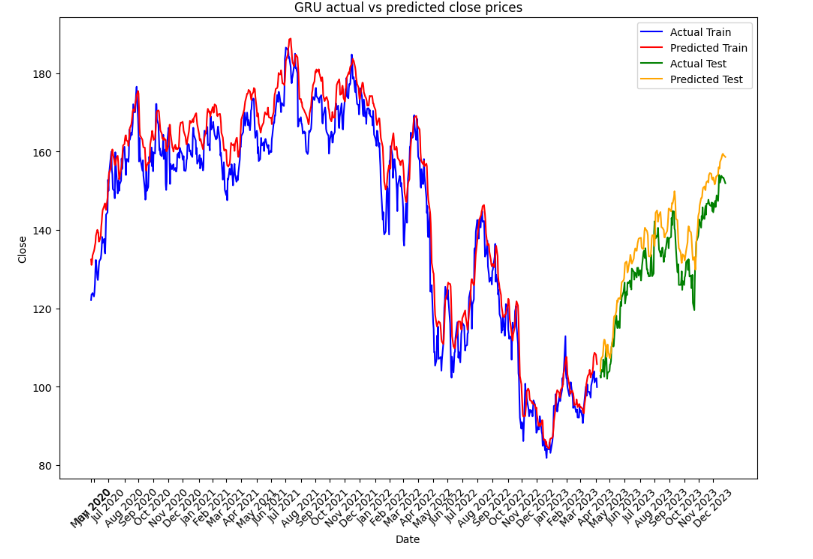 GRU actual vs predicted close prices
Actual Train
Predicted Train
Actual Test
Predicted Test
Close
180
160
140
120
100
80
May 2020
Jul 2020
Aug 2020
Sep 2020
Oct 2020
Nov 2020
Dec 2020
Jan 2021
Feb 2021
Mar 2021
Apr 2021
May 2021
Jun 2021
Jul 2021
Aug 2021
Sep 2021
Oct 2021
Nov 2021
Dec 2021
Jan 2022
Feb 2022
Mar 2022
Apr 2022
May 2022
Jun 2022
Jul 2022
Aug 2022
Sep 2022
Oct 2022
Nov 2022
Dec 2022
Jan 2023
Feb 2023
Mar 2023
Apr 2023
May 2023
Jun 2023
Jul 2023
Aug 2023
Sep 2023
Oct 2023
Nov 2023
Dec 2023
Date